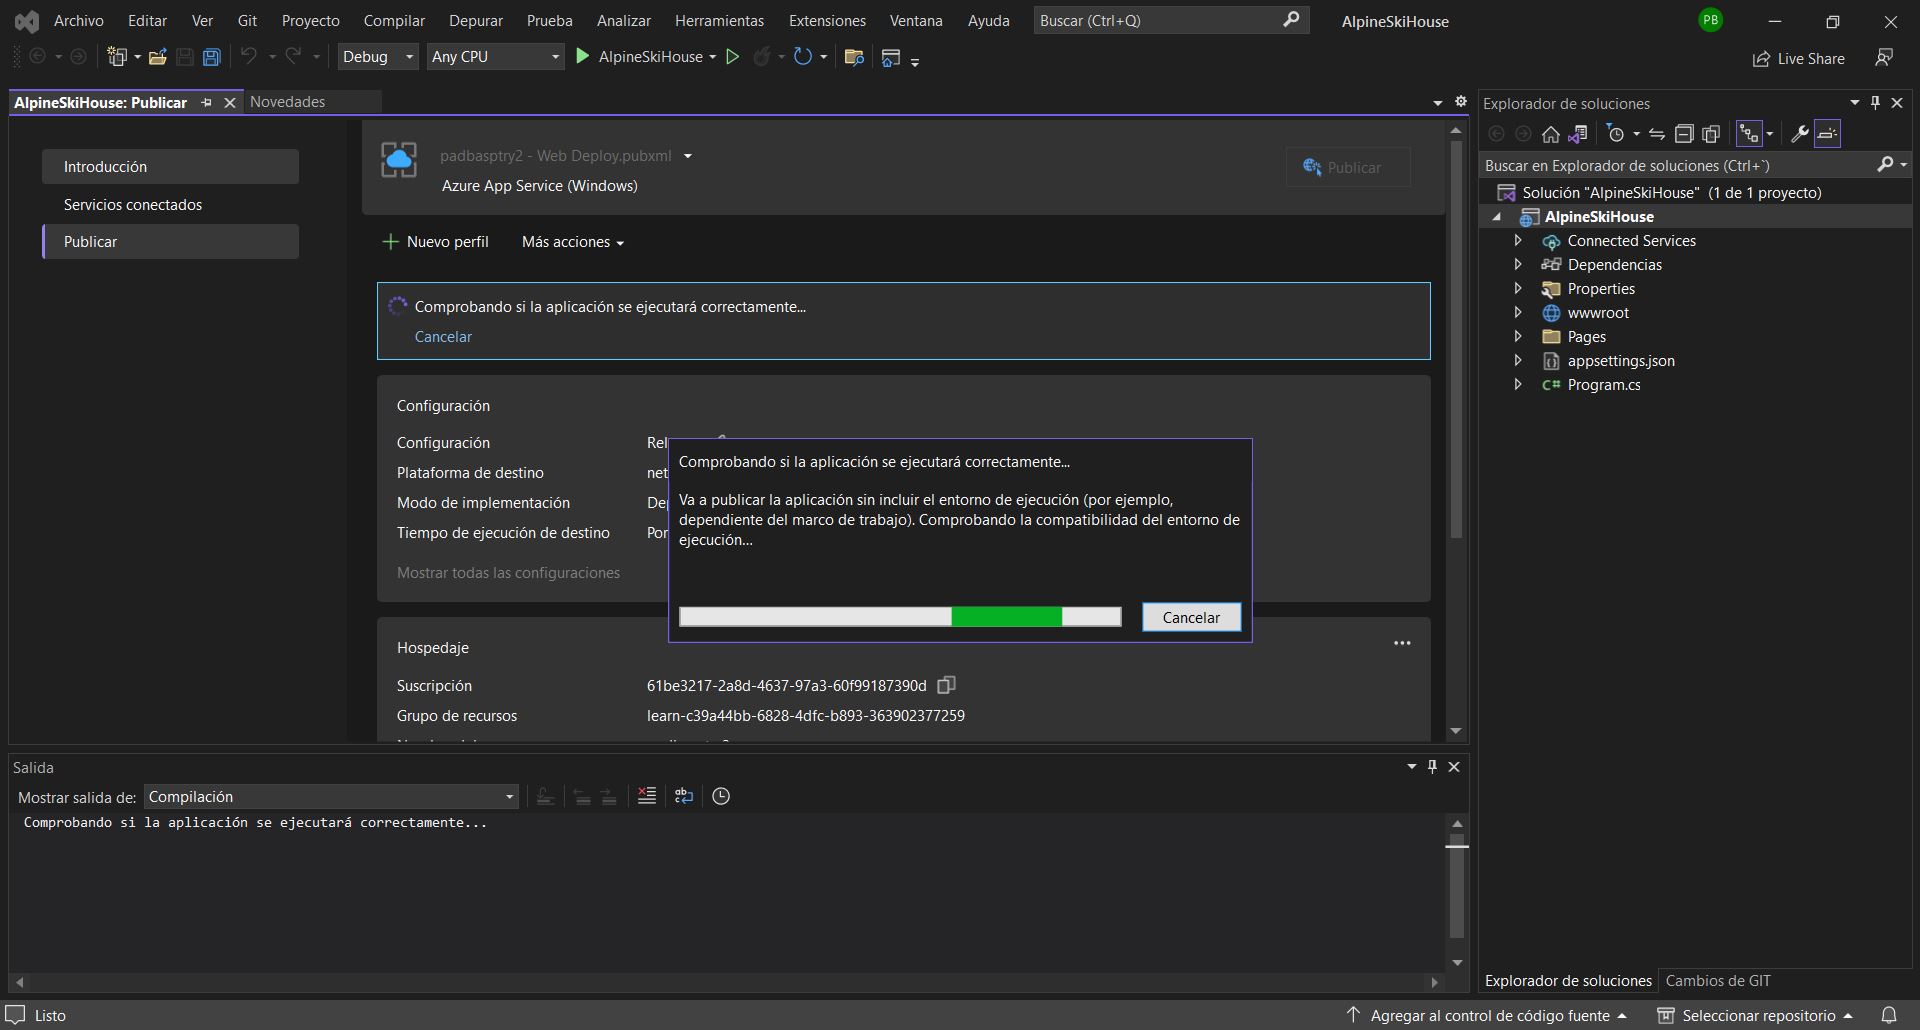 Archivo Editar Ver Git Proyecto Compilar Depurar Prueba Analizar Herramientas Extensiones Ventana Ayuda Buscar (Ctrl+Q) AlpineSkiHouse PB
Debug Any CPU AlpineSkiHouse Live Share
AlpineSkiHouse: Publicar Novedades
Introducción
Servicios conectados
Publicar
padbasptry2 - Web Deploy.pubxml
Azure App Service (Windows)
Publicar
Nuevo perfil Más acciones
Comprobando si la aplicación se ejecutará correctamente...
Cancelar
Configuración
Configuración Rel
Plataforma de destino net
Modo de implementación De
Tiempo de ejecución de destino Por
Mostrar todas las configuraciones
Comprobando si la aplicación se ejecutará correctamente...
Va a publicar la aplicación sin incluir el entorno de ejecución (por ejemplo,
dependiente del marco de trabajo). Comprobando la compatibilidad del entorno de
ejecución...
Cancelar
Hospedaje
Suscripción 61be3217-2a8d-4637-97a3-60f99187390d
Grupo de recursos learn-c39a44bb-6828-4dfc-b893-363902377259
Salida
Mostrar salida de: Compilación
Comprobando si la aplicación se ejecutará correctamente...
Explorador de soluciones
Buscar en Explorador de soluciones (Ctrl+`)
Solución "AlpineSkiHouse" (1 de 1 proyecto)
AlpineSkiHouse
Connected Services
Dependencias
Properties
wwwroot
Pages
appsettings.json
C# Program.cs
Explorador de soluciones Cambios de GIT
Listo Agregar al control de código fuente Seleccionar repositorio